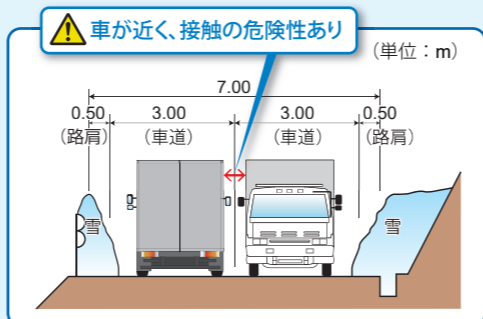 車が近く、接触の危険性あり
（単位：m）
7.00
0.50 3.00 3.00 0.50
（路肩） （車道） （車道） （路肩）
雪 雪